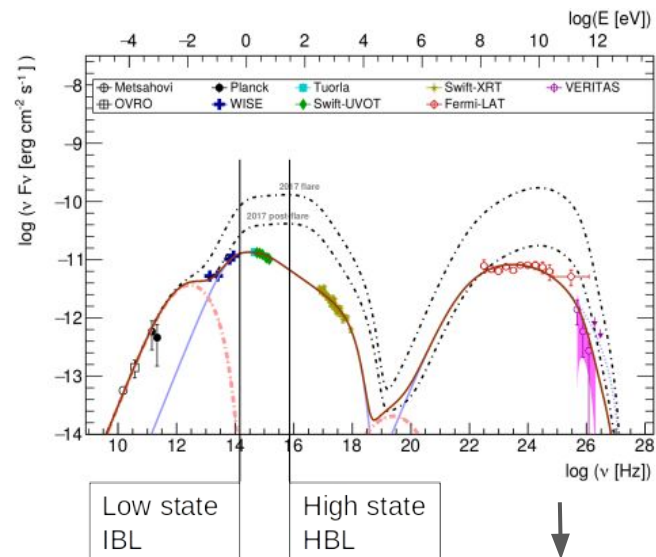 log(E [eV])
−4 −2 0 2 4 6 8 10 12
log (ν Fν [erg cm⁻² s⁻¹ ])
Metsahovi Planck Tuorla Swift-XRT VERITAS
OVRO WISE Swift-UVOT Fermi-LAT
−8
−9
2017 flare
−10
2017 post-flare
−11
−12
−13
−14
10 12 14 16 18 20 22 24 26 28
log (ν [Hz])
Low state
IBL
High state
HBL